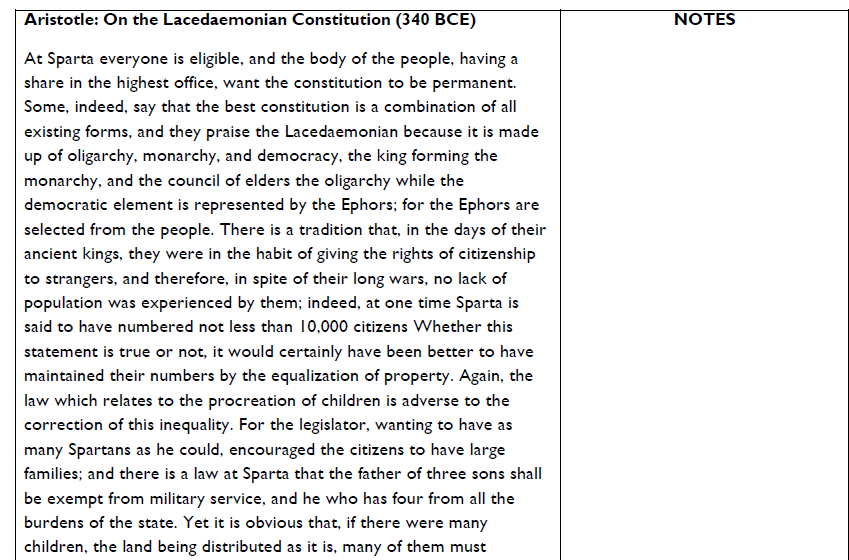 Aristotle: On the Lacedaemonian Constitution (340 BCE)
NOTES
At Sparta everyone is eligible, and the body of the people, having a
share in the highest office, want the constitution to be permanent.
Some, indeed, say that the best constitution is a combination of all
existing forms, and they praise the Lacedaemonian because it is made
up of oligarchy, monarchy, and democracy, the king forming the
monarchy, and the council of elders the oligarchy while the
democratic element is represented by the Ephors; for the Ephors are
selected from the people. There is a tradition that, in the days of their
ancient kings, they were in the habit of giving the rights of citizenship
to strangers, and therefore, in spite of their long wars, no lack of
population was experienced by them; indeed, at one time Sparta is
said to have numbered not less than 10,000 citizens Whether this
statement is true or not, it would certainly have been better to have
maintained their numbers by the equalization of property. Again, the
law which relates to the procreation of children is adverse to the
correction of this inequality. For the legislator, wanting to have as
many Spartans as he could, encouraged the citizens to have large
families; and there is a law at Sparta that the father of three sons shall
be exempt from military service, and he who has four from all the
burdens of the state. Yet it is obvious that, if there were many
children, the land being distributed as it is, many of them must